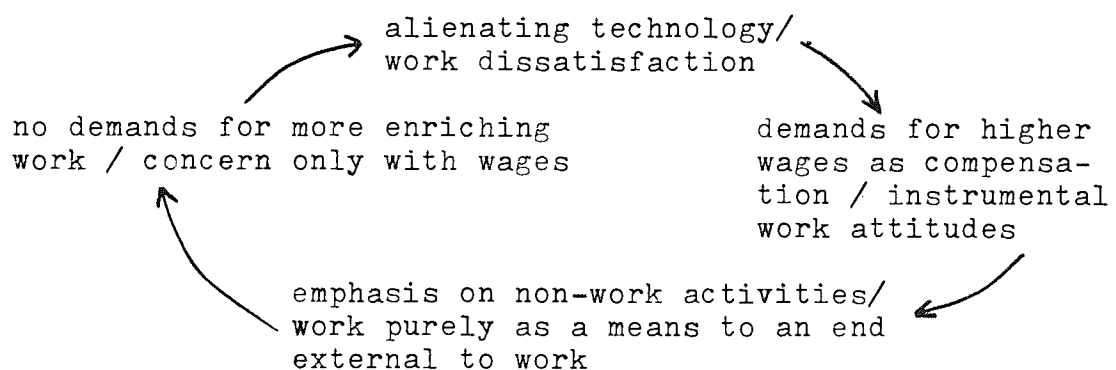 alienating technology/
work dissatisfaction
demands for higher
wages as compensa-
tion / instrumental
work attitudes
emphasis on non-work activities/
work purely as a means to an end
external to work
no demands for more enriching
work / concern only with wages